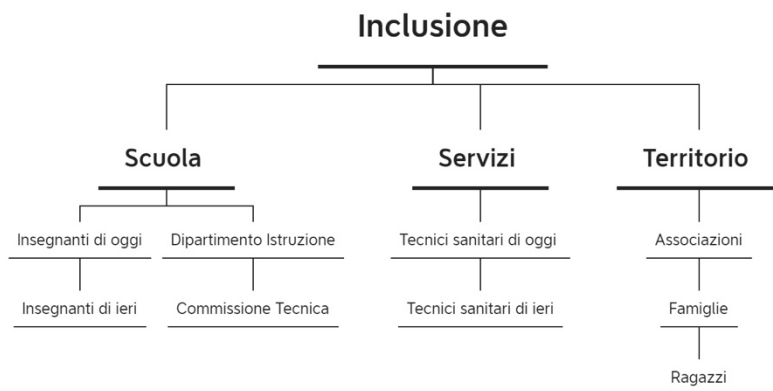 Inclusione
Scuola
Servizi
Territorio
Insegnanti di oggi
Dipartimento Istruzione
Tecnici sanitari di oggi
Associazioni
Insegnanti di ieri
Commissione Tecnica
Tecnici sanitari di ieri
Famiglie
Ragazzi